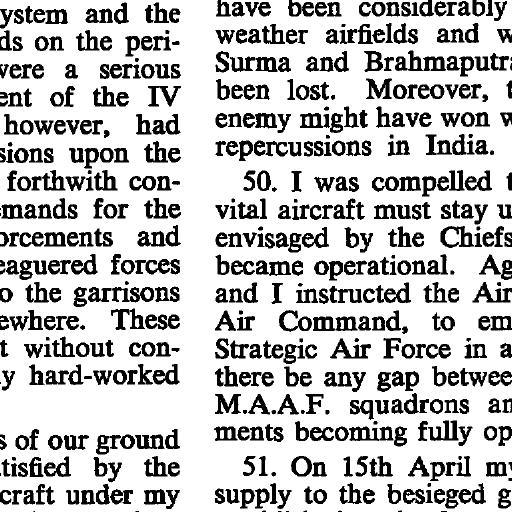 ystem and the
ds on the peri-
were a serious
ent of the IV
however, had
sions upon the
forthwith con-
mands for the
orcements and
eaguered forces
o the garrisons
ewhere. These
t without con-
y hard-worked
s of our ground
tisfied by the
craft under my
have been considerably
weather airfields and w
Surma and Brahmaputra
been lost. Moreover, t
enemy might have won w
repercussions in India.
50. I was compelled t
vital aircraft must stay u
envisaged by the Chiefs
became operational. Ag
and I instructed the Air
Air Command, to em
Strategic Air Force in a
there be any gap betwee
M.A.A.F. squadrons an
ments becoming fully op
51. On 15th April my
supply to the besieged g